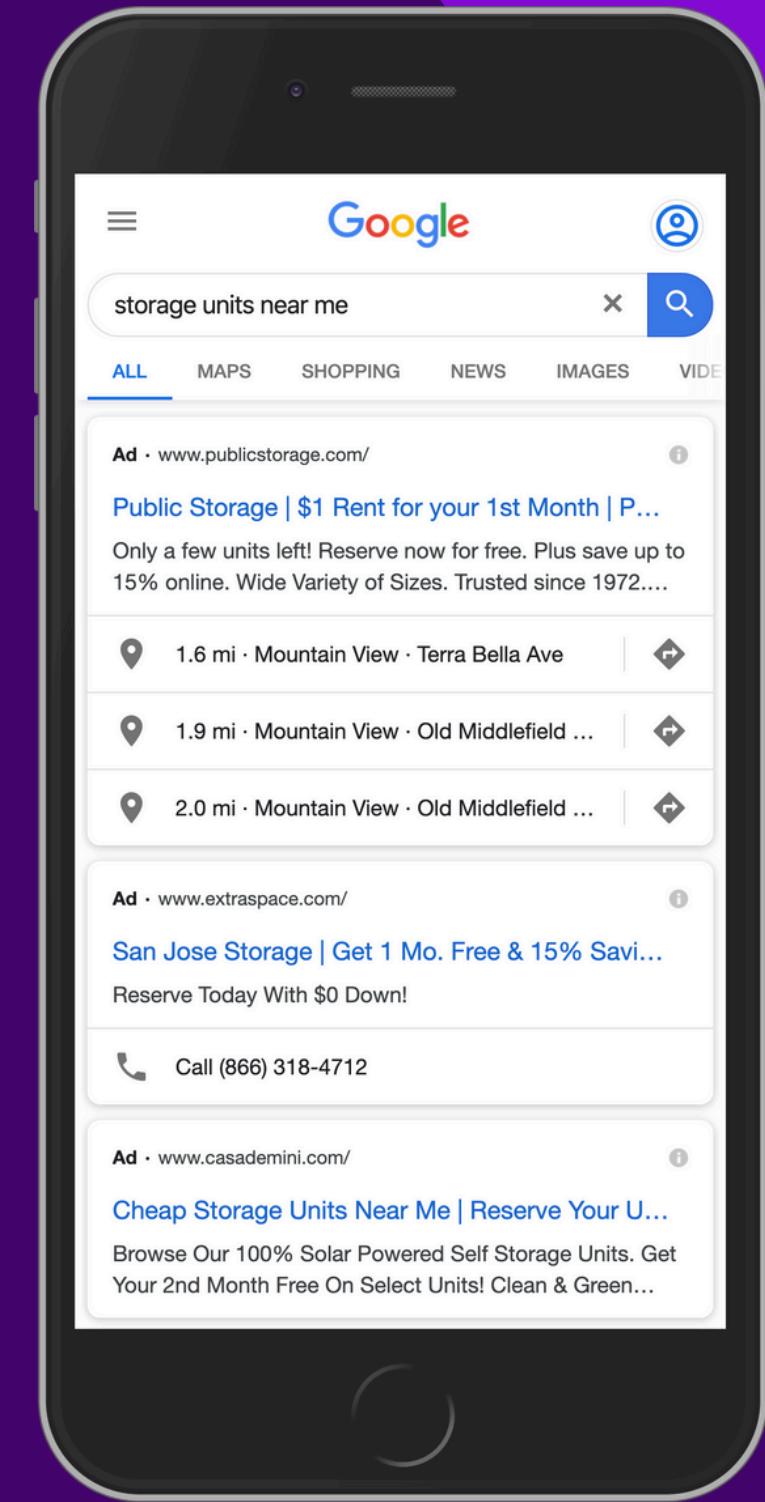 Google
storage units near me
ALL MAPS SHOPPING NEWS IMAGES VIDE
Ad · www.publicstorage.com/
Public Storage | $1 Rent for your 1st Month | P...
Only a few units left! Reserve now for free. Plus save up to
15% online. Wide Variety of Sizes. Trusted since 1972....
1.6 mi · Mountain View · Terra Bella Ave
1.9 mi · Mountain View · Old Middlefield ...
2.0 mi · Mountain View · Old Middlefield ...
Ad · www.extraspace.com/
San Jose Storage | Get 1 Mo. Free & 15% Savi...
Reserve Today With $0 Down!
Call (866) 318-4712
Ad · www.casademini.com/
Cheap Storage Units Near Me | Reserve Your U...
Browse Our 100% Solar Powered Self Storage Units. Get
Your 2nd Month Free On Select Units! Clean & Green...